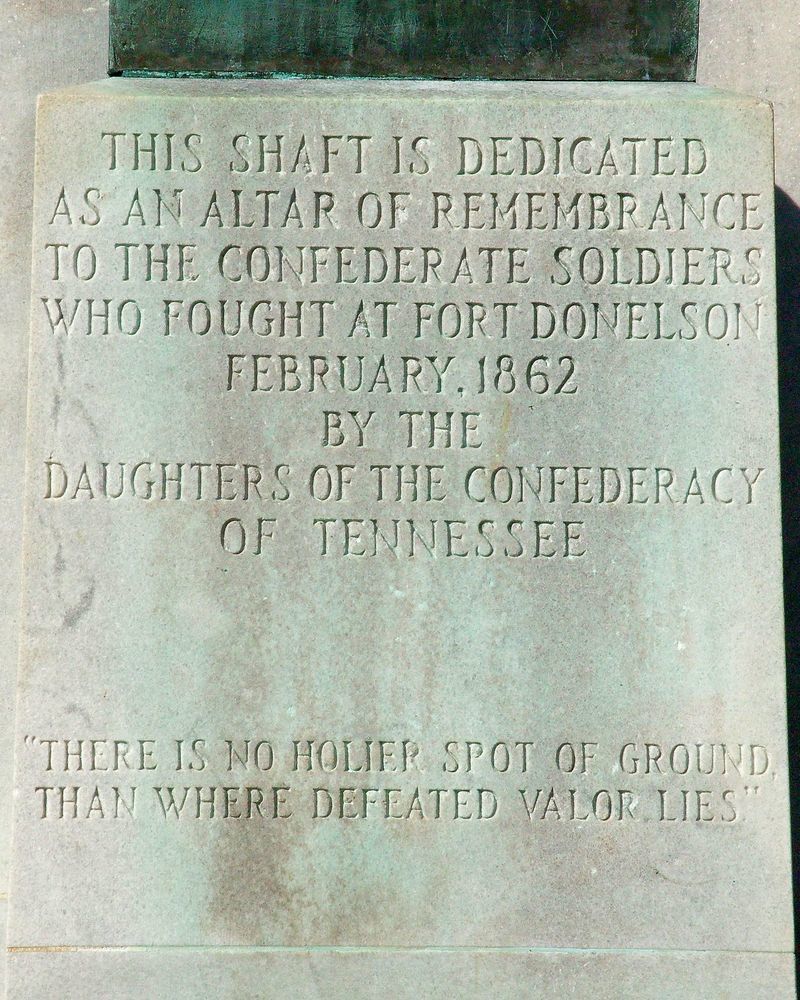 THIS SHAFT IS DEDICATED
AS AN ALTAR OF REMEMBRANCE
TO THE CONFEDERATE SOLDIERS
WHO FOUGHT AT FORT DONELSON
FEBRUARY, 1862
BY THE
DAUGHTERS OF THE CONFEDERACY
OF TENNESSEE
"THERE IS NO HOLIER SPOT OF GROUND,
THAN WHERE DEFEATED VALOR LIES."